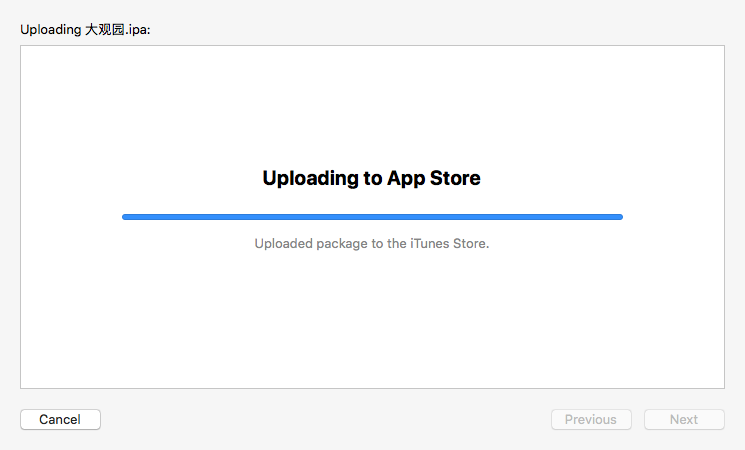 Uploading 大观园.ipa:
Uploading to App Store
Uploaded package to the iTunes Store.
Cancel
Previous
Next